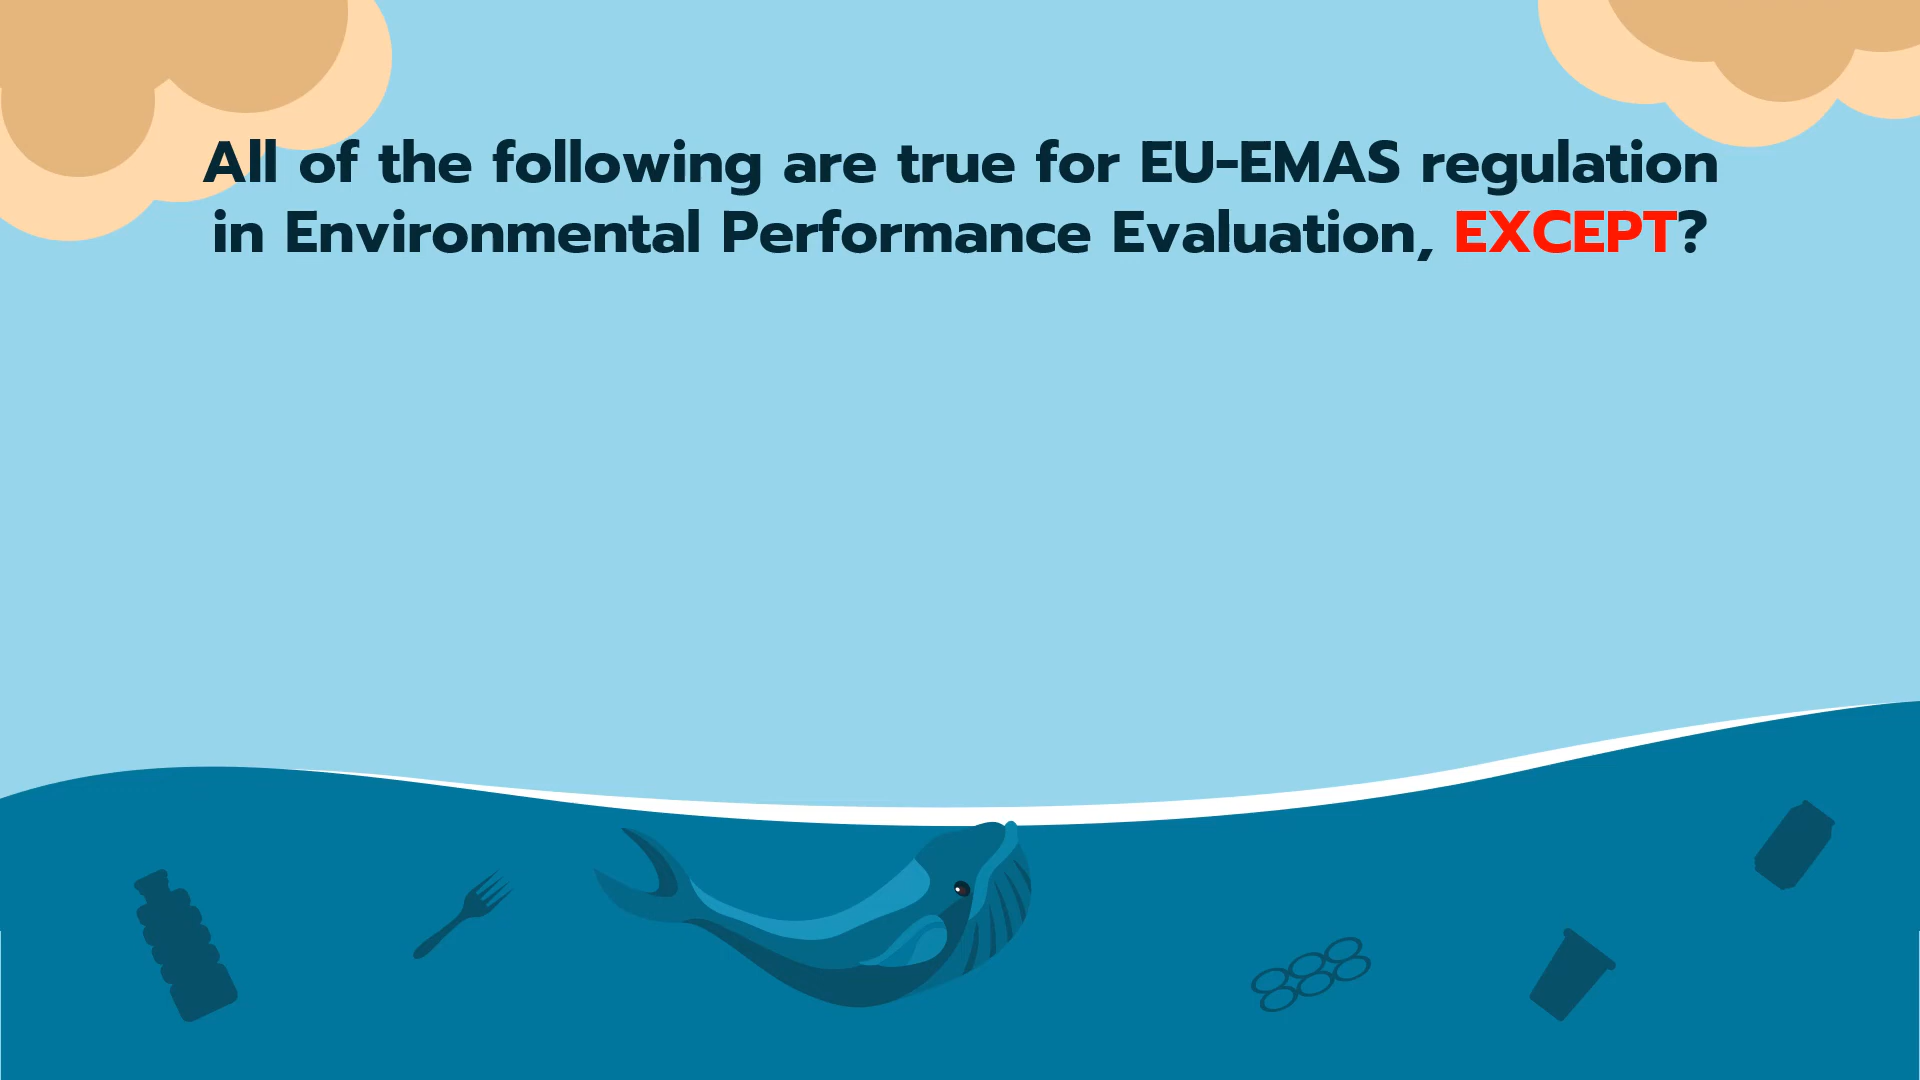 All of the following are true for EU-EMAS regulation
in Environmental Performance Evaluation, EXCEPT?